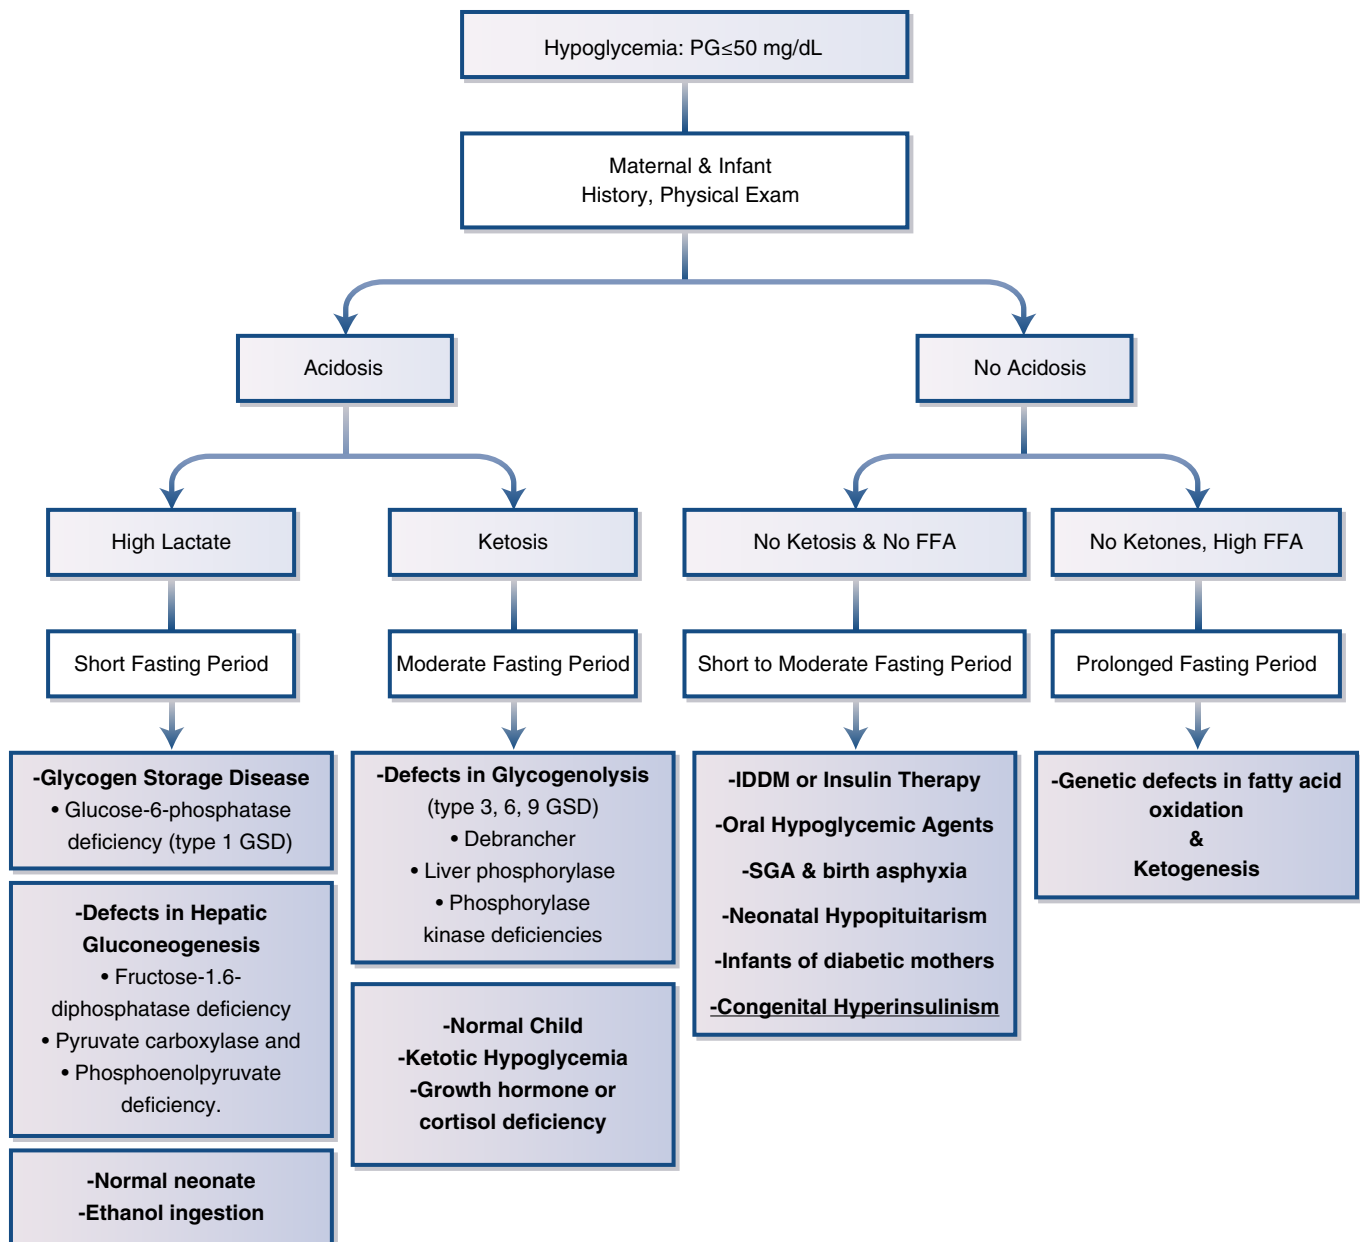 Hypoglycemia: PG≤50 mg/dL
Maternal & Infant
History, Physical Exam
Acidosis
No Acidosis
High Lactate
Ketosis
No Ketosis & No FFA
No Ketones, High FFA
Short Fasting Period
Moderate Fasting Period
Short to Moderate Fasting Period
Prolonged Fasting Period
-Glycogen Storage Disease
• Glucose-6-phosphatase
deficiency (type 1 GSD)
-Defects in Hepatic
Gluconeogenesis
• Fructose-1.6-
diphosphatase deficiency
• Pyruvate carboxylase and
• Phosphoenolpyruvate
deficiency.
-Normal neonate
-Ethanol ingestion
-Defects in Glycogenolysis
(type 3, 6, 9 GSD)
• Debrancher
• Liver phosphorylase
• Phosphorylase
kinase deficiencies
-Normal Child
-Ketotic Hypoglycemia
-Growth hormone or
cortisol deficiency
-IDDM or Insulin Therapy
-Oral Hypoglycemic Agents
-SGA & birth asphyxia
-Neonatal Hypopituitarism
-Infants of diabetic mothers
-Congenital Hyperinsulinism
-Genetic defects in fatty acid
oxidation
&
Ketogenesis